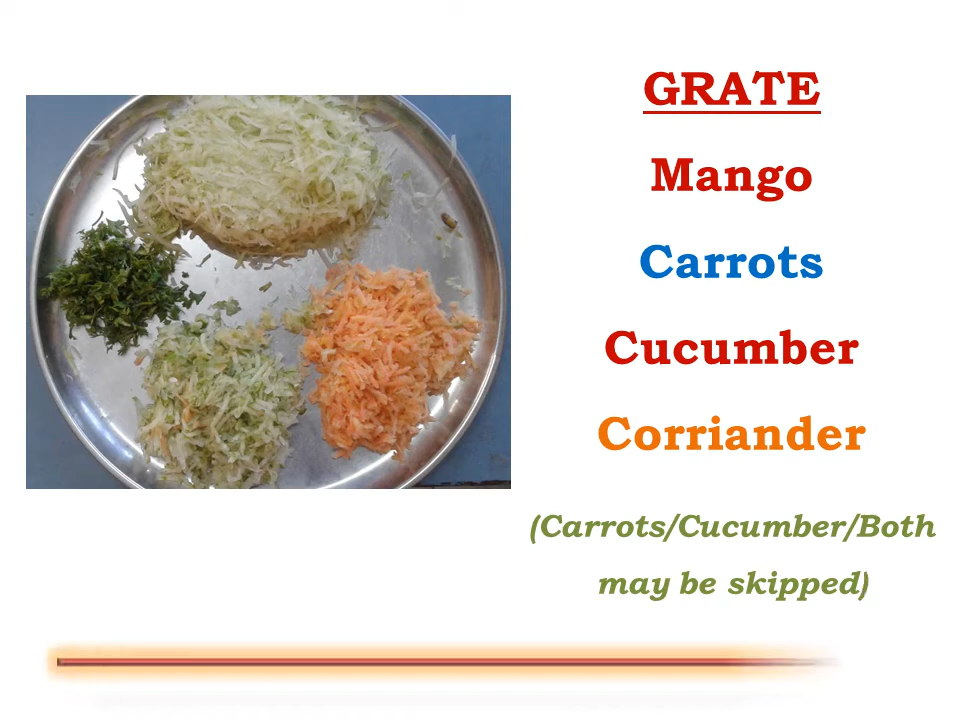 GRATE
Mango
Carrots
Cucumber
Corriander
(Carrots/Cucumber/Both
may be skipped)